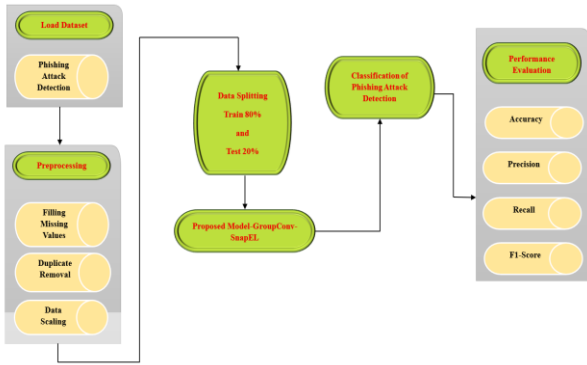 Load Dataset
Phishing
Attack
Detection
Preprocessing
Filling
Missing
Values
Duplicate
Removal
Data
Scaling
Data Splitting
Train 80%
and
Test 20%
Proposed Model-GroupConv-
SnapEL
Classification of
Phishing Attack
Detection
Performance
Evaluation
Accuracy
Precision
Recall
F1-Score